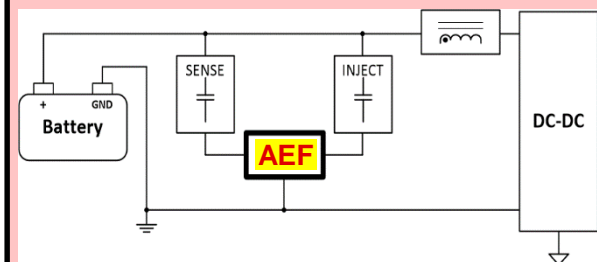 SENSE
INJECT
+ GND
Battery
AEF
DC-DC